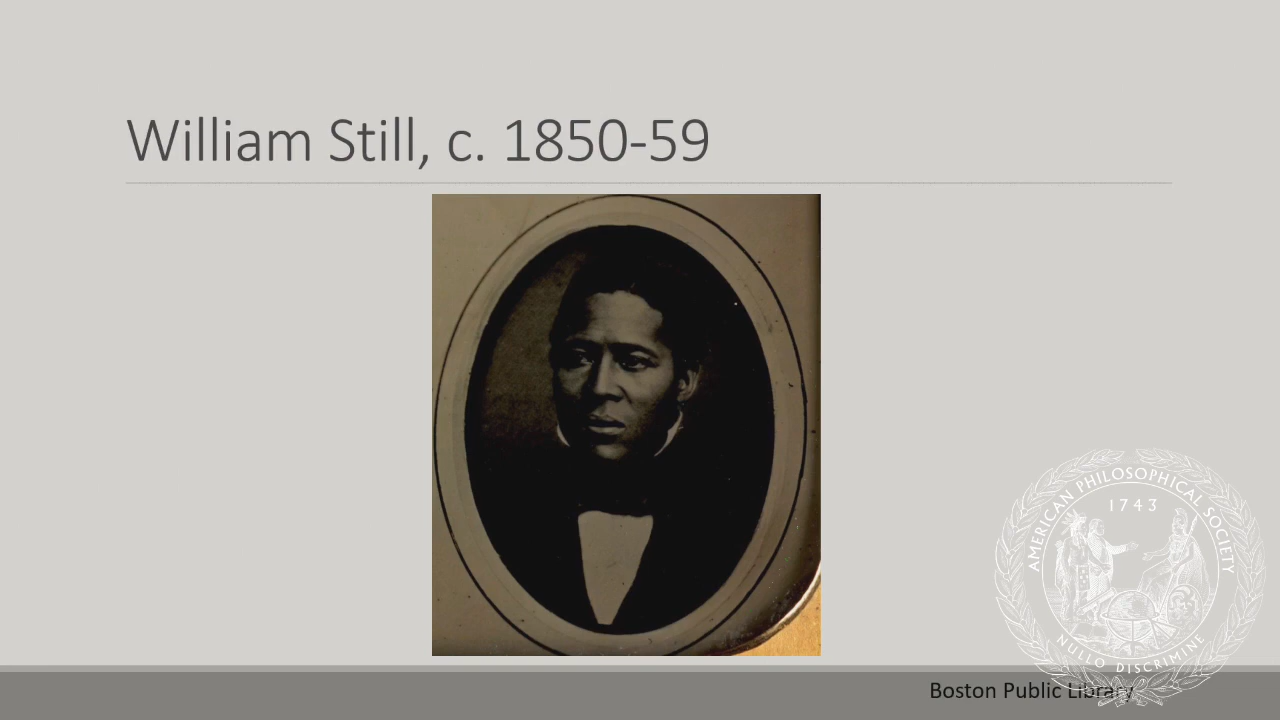 William Still, c. 1850-59
AMERICAN PHILOSOPHICAL SOCIETY
1743
NULLO DISCRIMINE
Boston Public Library